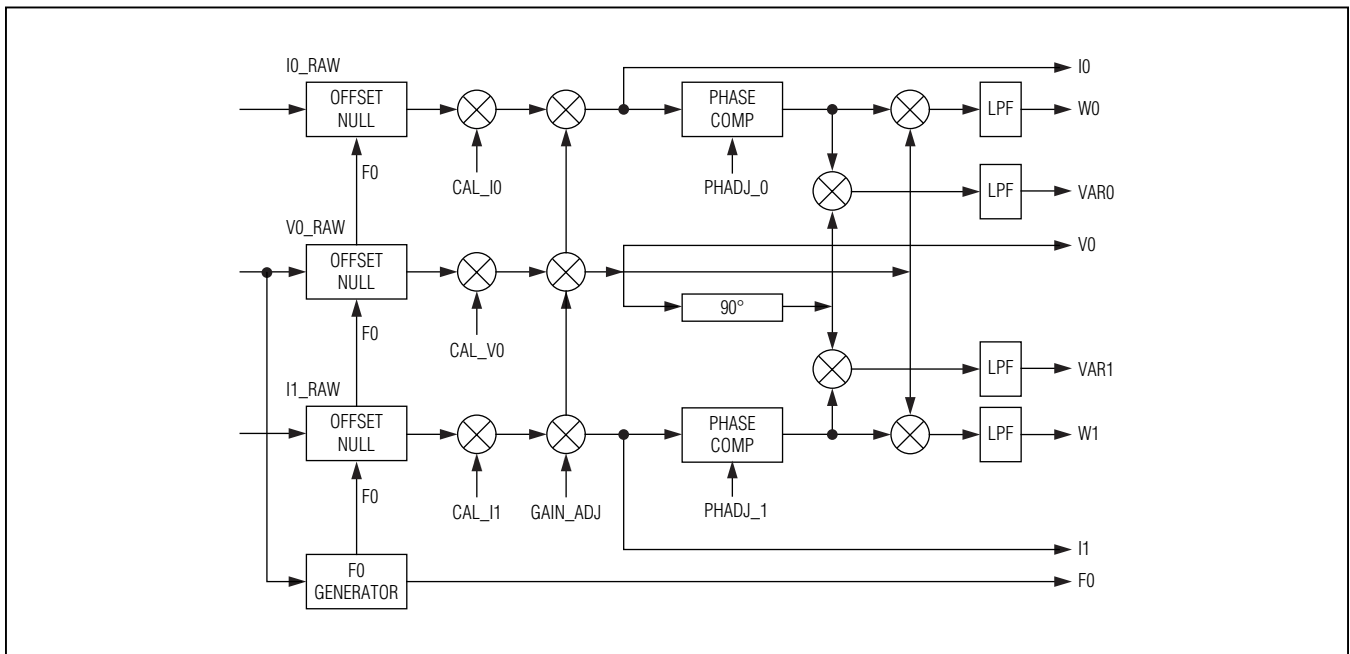 I0_RAW
OFFSET
NULL
CAL_I0
PHASE
COMP
PHADJ_0
LPF
I0
W0
F0
LPF
VAR0
V0_RAW
OFFSET
NULL
CAL_V0
90°
V0
F0
I1_RAW
OFFSET
NULL
CAL_I1
GAIN_ADJ
PHASE
COMP
PHADJ_1
LPF
VAR1
LPF
W1
F0
I1
F0
GENERATOR
F0